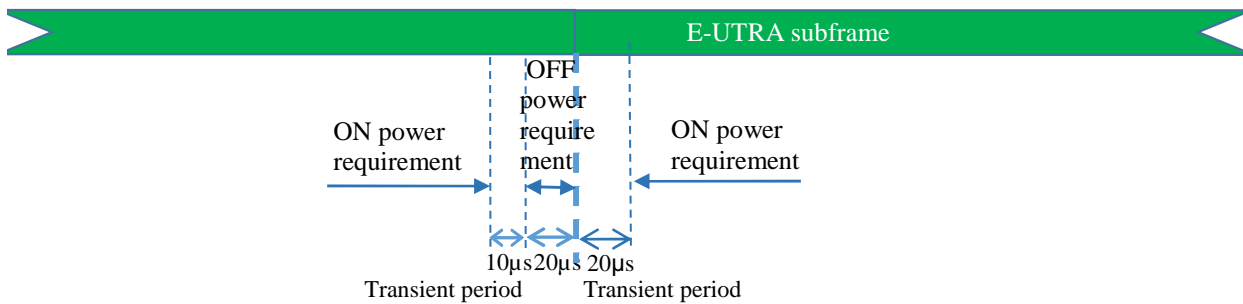 E-UTRA subframe
OFF
power
require
ment
ON power
requirement
ON power
requirement
10µs 20µs 20µs
Transient period
Transient period